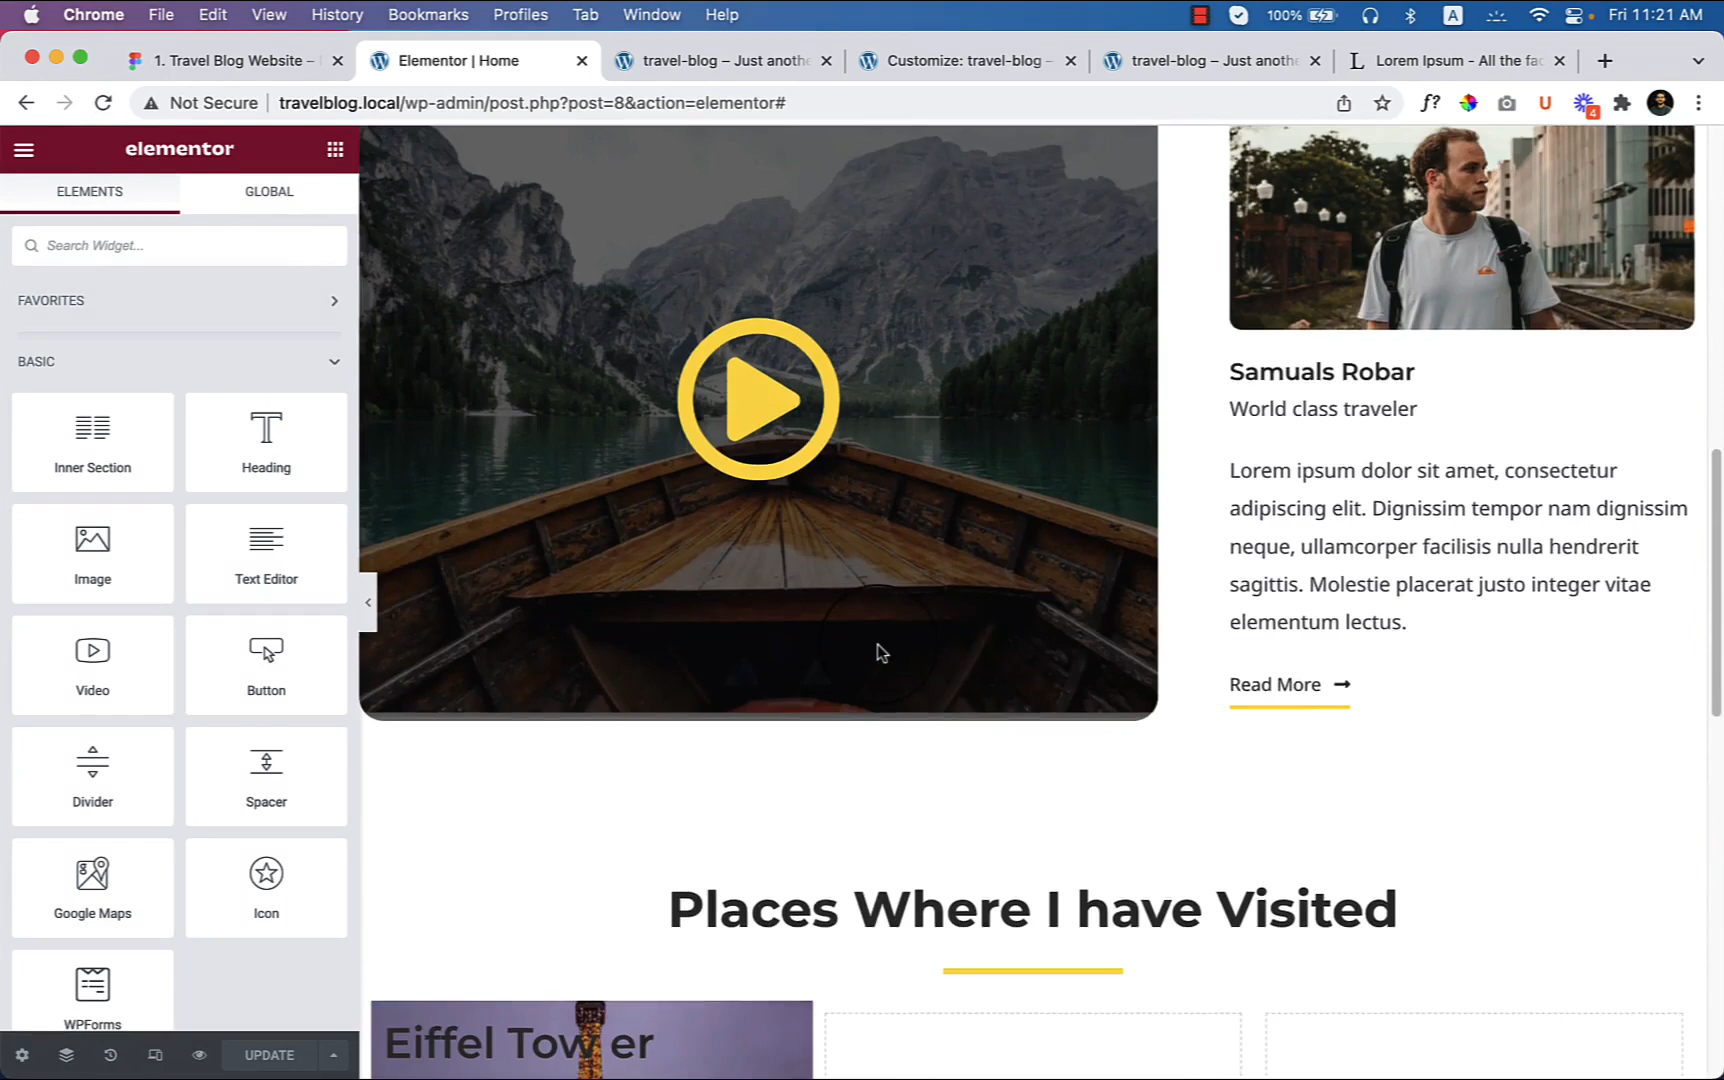 Chrome File Edit View History Bookmarks Profiles Tab Window Help 100% A Fri 11:21 AM
1. Travel Blog Website – Elementor | Home travel-blog – Just anothe Customize: travel-blog – travel-blog – Just anothe L Lorem Ipsum - All the fac
Not Secure travelblog.local/wp-admin/post.php?post=8&action=elementor# f? U 4
elementor
ELEMENTS GLOBAL
Search Widget...
FAVORITES
BASIC
Inner Section Heading
Image Text Editor
Video Button
Divider Spacer
Google Maps Icon
WPForms
UPDATE
Samuals Robar
World class traveler
Lorem ipsum dolor sit amet, consectetur
adipiscing elit. Dignissim tempor nam dignissim
neque, ullamcorper facilisis nulla hendrerit
sagittis. Molestie placerat justo integer vitae
elementum lectus.
Read More
Places Where I have Visited
Eiffel Tower